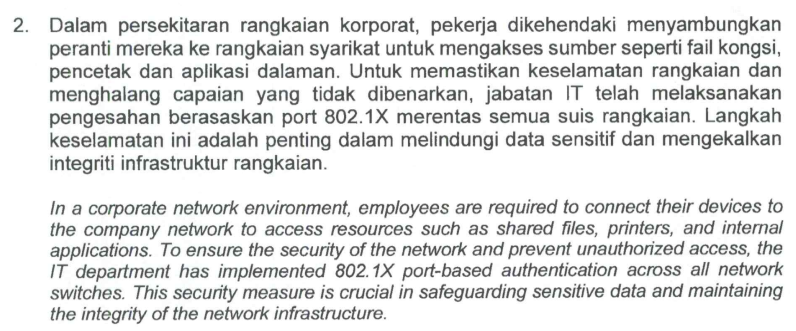 2. Dalam persekitaran rangkaian korporat, pekerja dikehendaki menyambungkan
peranti mereka ke rangkaian syarikat untuk mengakses sumber seperti fail kongsi,
pencetak dan aplikasi dalaman. Untuk memastikan keselamatan rangkaian dan
menghalang capaian yang tidak dibenarkan, jabatan IT telah melaksanakan
pengesahan berasaskan port 802.1X merentas semua suis rangkaian. Langkah
keselamatan ini adalah penting dalam melindungi data sensitif dan mengekalkan
integriti infrastruktur rangkaian.
In a corporate network environment, employees are required to connect their devices to
the company network to access resources such as shared files, printers, and internal
applications. To ensure the security of the network and prevent unauthorized access, the
IT department has implemented 802.1X port-based authentication across all network
switches. This security measure is crucial in safeguarding sensitive data and maintaining
the integrity of the network infrastructure.